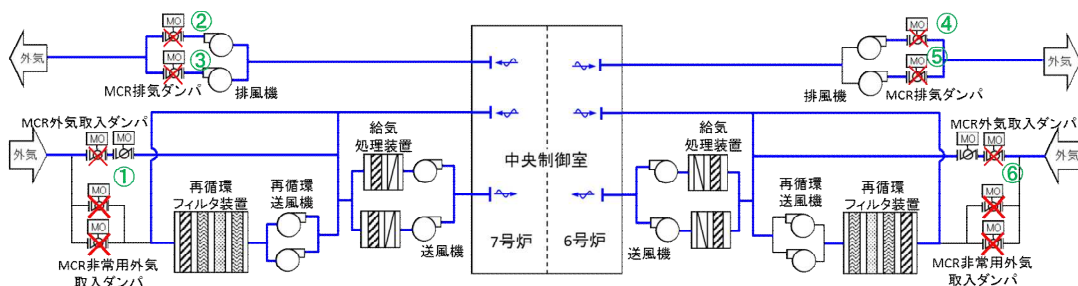 MO
②
MO
④
外気
MO
③
MO
⑤
外気
MCR排気ダンパ
排風機
排風機
MCR排気ダンパ
MCR外気取入ダンパ
MCR外気取入ダンパ
外気
MO
MO
①
給気
処理装置
中央制御室
給気
処理装置
MO
MO
外気
⑥
MO
再循環
フィルタ装置
再循環
送風機
再循環
送風機
再循環
フィルタ装置
MO
MO
送風機
7号炉
6号炉
送風機
MO
MCR非常用外気
取入ダンパ
MCR非常用外気
取入ダンパ